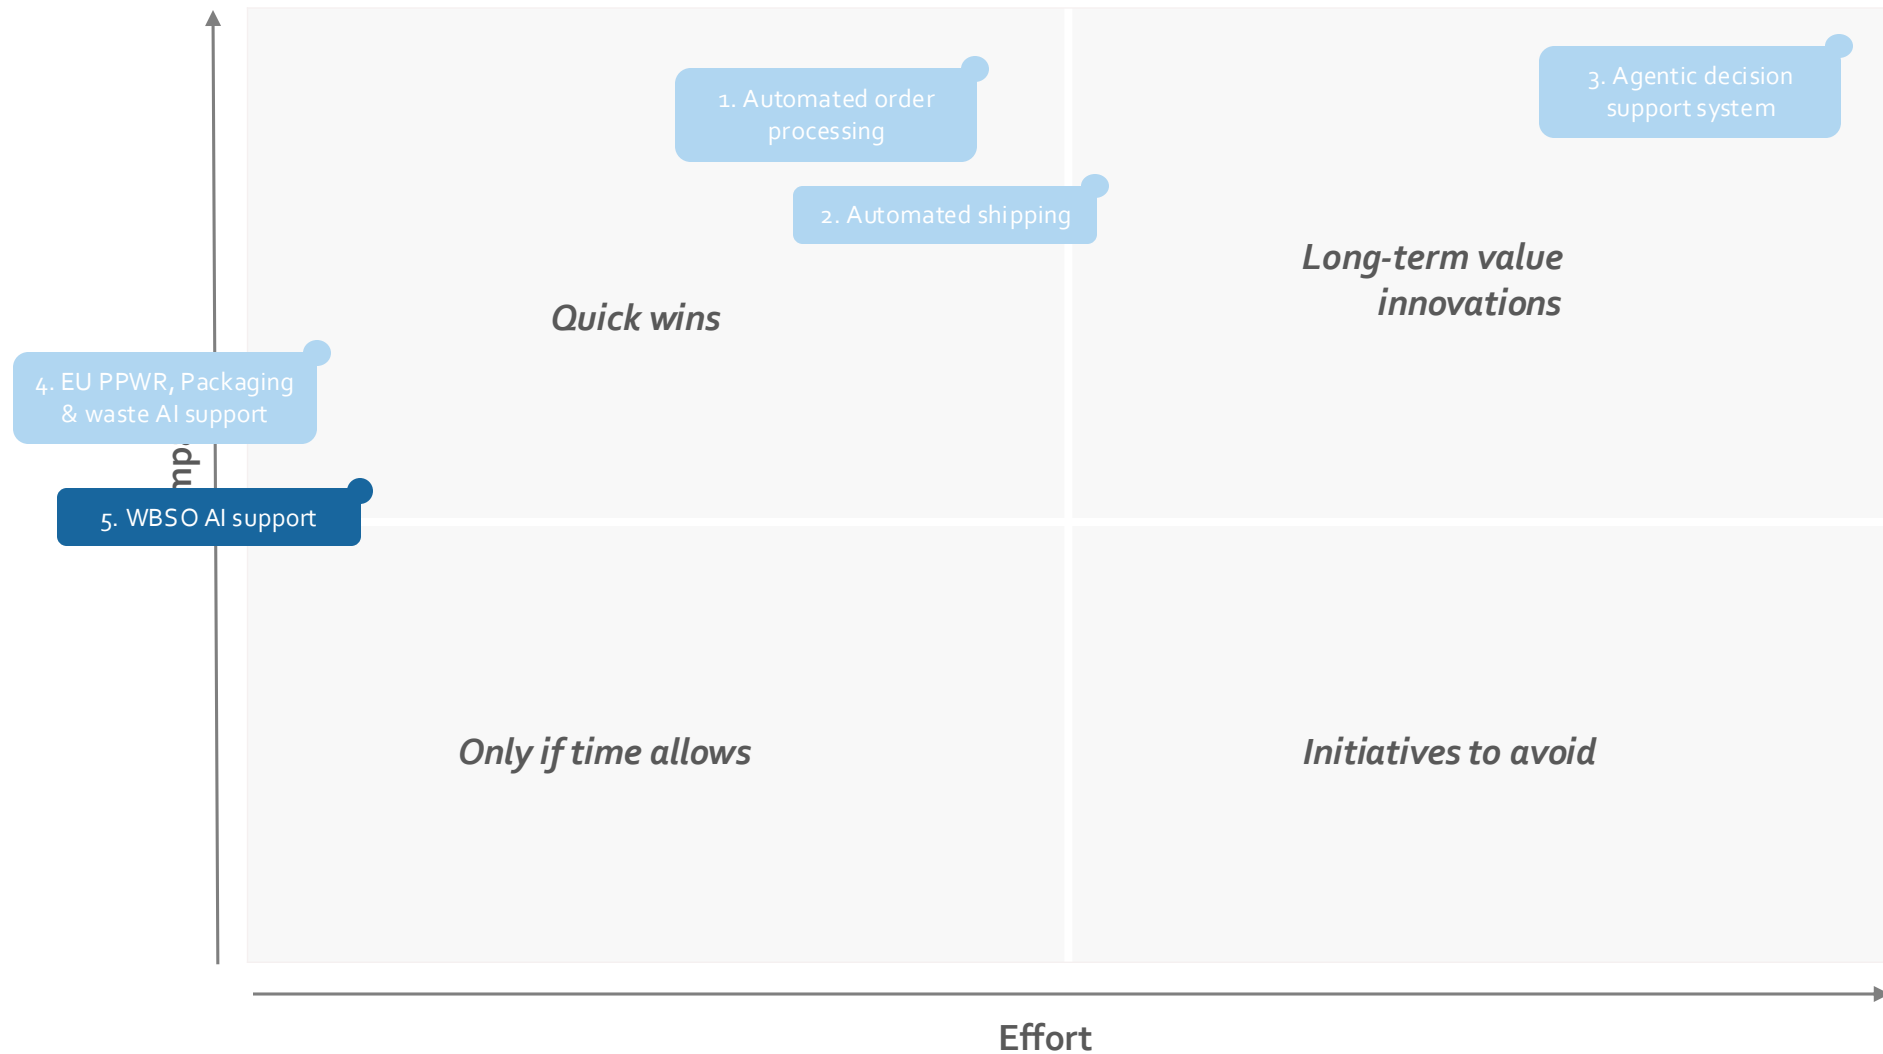 1. Automated order
processing
3. Agentic decision
support system
2. Automated shipping
Long-term value
innovations
Quick wins
4. EU PPWR, Packaging
& waste AI support
5. WBSO AI support
Only if time allows
Initiatives to avoid
Effort